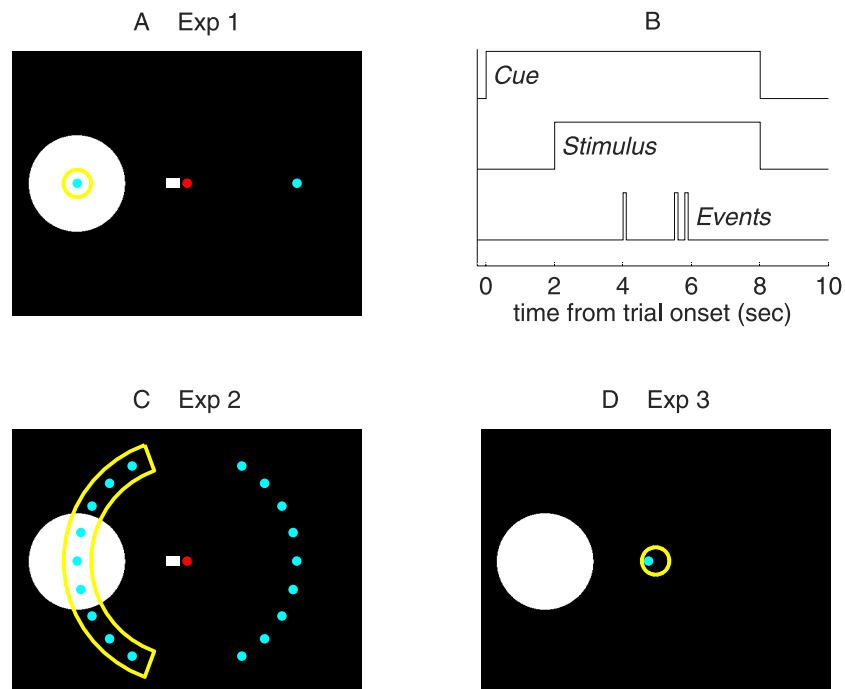 A Exp 1
B
Cue
Stimulus
Events
0 2 4 6 8 10
time from trial onset (sec)
C Exp 2
D Exp 3